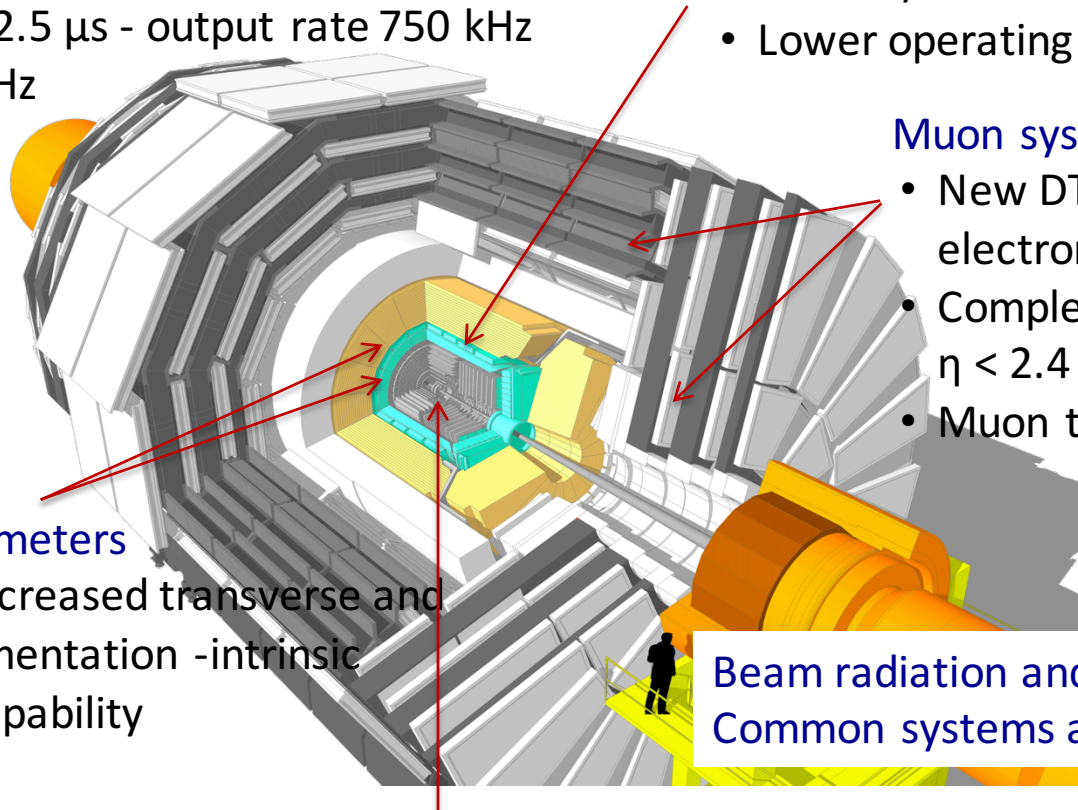 2.5 μs - output rate 750 kHz
Hz
• Lower operating
Muon sys
• New DT
electron
• Comple
η < 2.4
• Muon t
meters
creased transverse and
mentation -intrinsic
pability
Beam radiation and
Common systems a